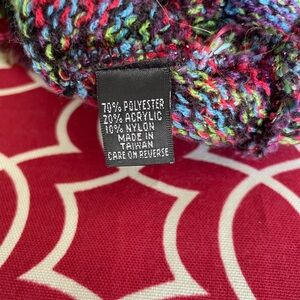 70% POLYESTER
20% ACRYLIC
10% NYLON
MADE IN
TAIWAN
CARE ON REVERSE